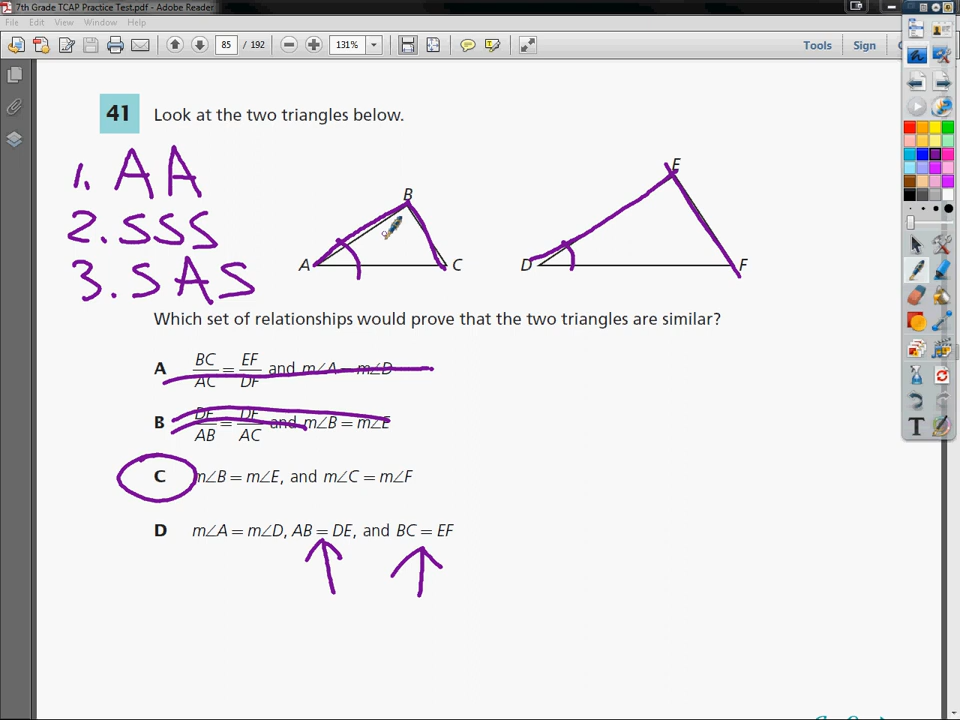 7th Grade TCAP Practice Test.pdf - Adobe Reader
File Edit View Window Help
85 / 192 131% Tools Sign
41 Look at the two triangles below.
1. AA
2. SSS
3. SAS
B
A C
E
D F
Which set of relationships would prove that the two triangles are similar?
A BC/AC = EF/DF and m∠A = m∠D
B DE/AB = DF/AC and m∠B = m∠E
C m∠B = m∠E, and m∠C = m∠F
D m∠A = m∠D, AB = DE, and BC = EF
T